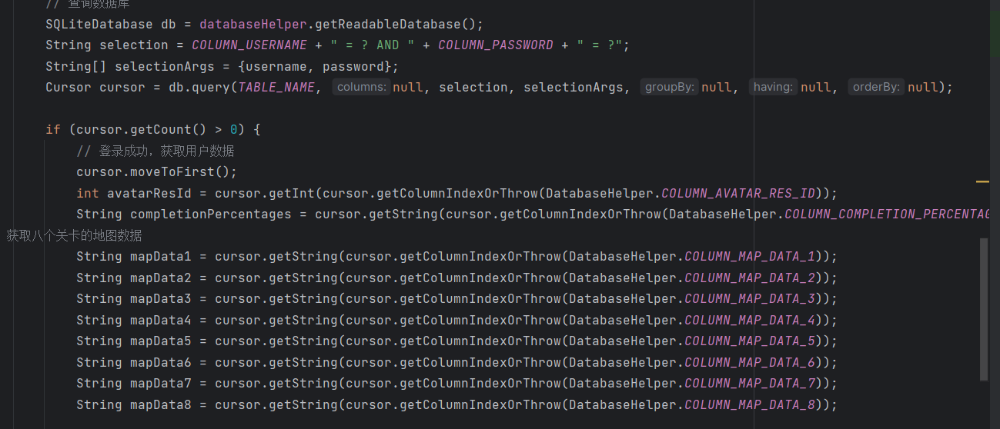 // 查询数据库
SQLiteDatabase db = databaseHelper.getReadableDatabase();
String selection = COLUMN_USERNAME + " = ? AND " + COLUMN_PASSWORD + " = ?";
String[] selectionArgs = {username, password};
Cursor cursor = db.query(TABLE_NAME, columns: null, selection, selectionArgs, groupBy: null, having: null, orderBy: null);
if (cursor.getCount() > 0) {
// 登录成功，获取用户数据
cursor.moveToFirst();
int avatarResId = cursor.getInt(cursor.getColumnIndexOrThrow(DatabaseHelper.COLUMN_AVATAR_RES_ID));
String completionPercentages = cursor.getString(cursor.getColumnIndexOrThrow(DatabaseHelper.COLUMN_COMPLETION_PERCENTAG
获取八个关卡的地图数据
String mapData1 = cursor.getString(cursor.getColumnIndexOrThrow(DatabaseHelper.COLUMN_MAP_DATA_1));
String mapData2 = cursor.getString(cursor.getColumnIndexOrThrow(DatabaseHelper.COLUMN_MAP_DATA_2));
String mapData3 = cursor.getString(cursor.getColumnIndexOrThrow(DatabaseHelper.COLUMN_MAP_DATA_3));
String mapData4 = cursor.getString(cursor.getColumnIndexOrThrow(DatabaseHelper.COLUMN_MAP_DATA_4));
String mapData5 = cursor.getString(cursor.getColumnIndexOrThrow(DatabaseHelper.COLUMN_MAP_DATA_5));
String mapData6 = cursor.getString(cursor.getColumnIndexOrThrow(DatabaseHelper.COLUMN_MAP_DATA_6));
String mapData7 = cursor.getString(cursor.getColumnIndexOrThrow(DatabaseHelper.COLUMN_MAP_DATA_7));
String mapData8 = cursor.getString(cursor.getColumnIndexOrThrow(DatabaseHelper.COLUMN_MAP_DATA_8));